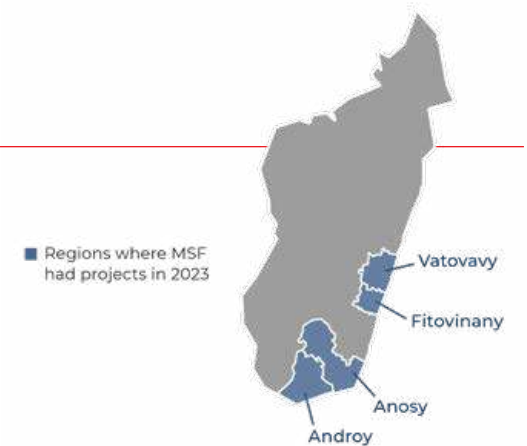 Regions where MSF
had projects in 2023
Vatovavy
Fitovinany
Anosy
Androy